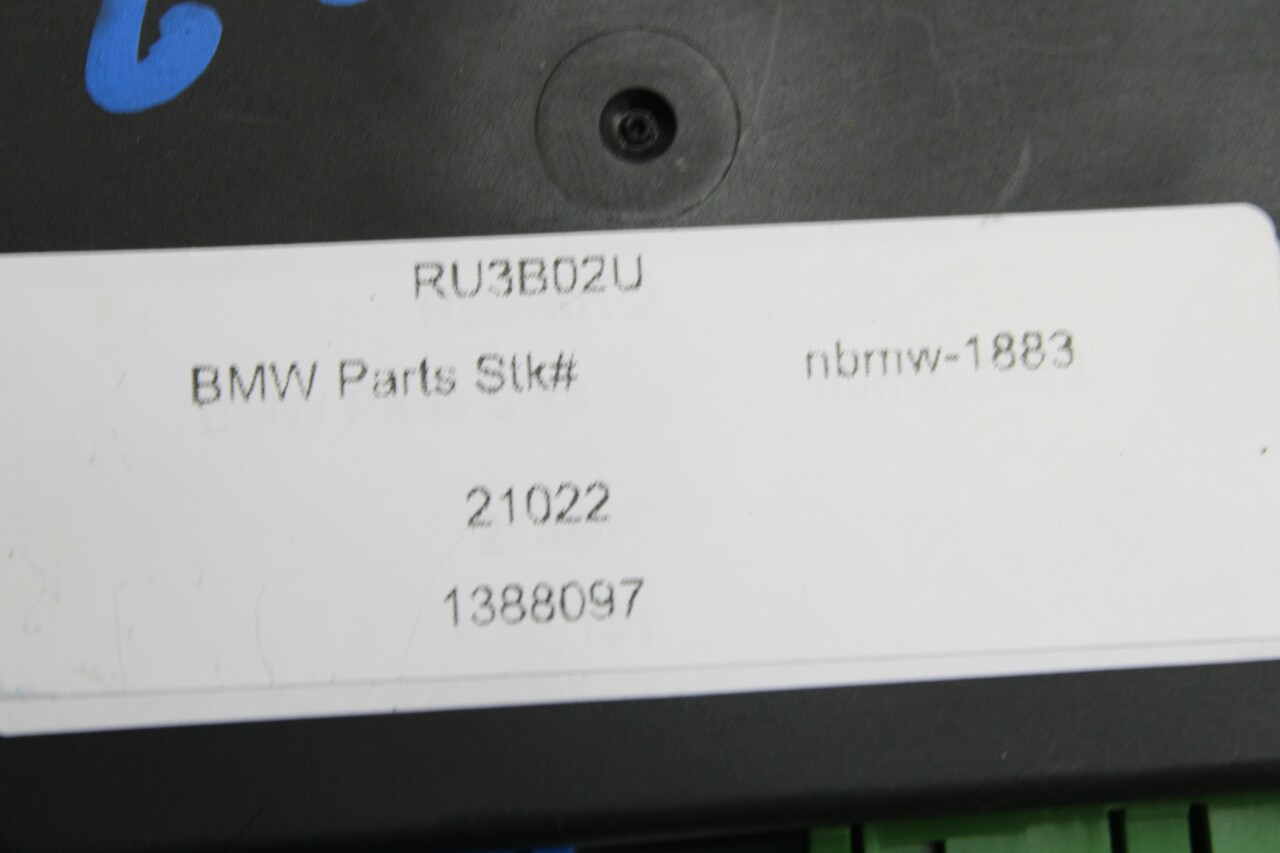 RU3B02U
BMW Parts Stk# nbmw-1883
21022
1388097